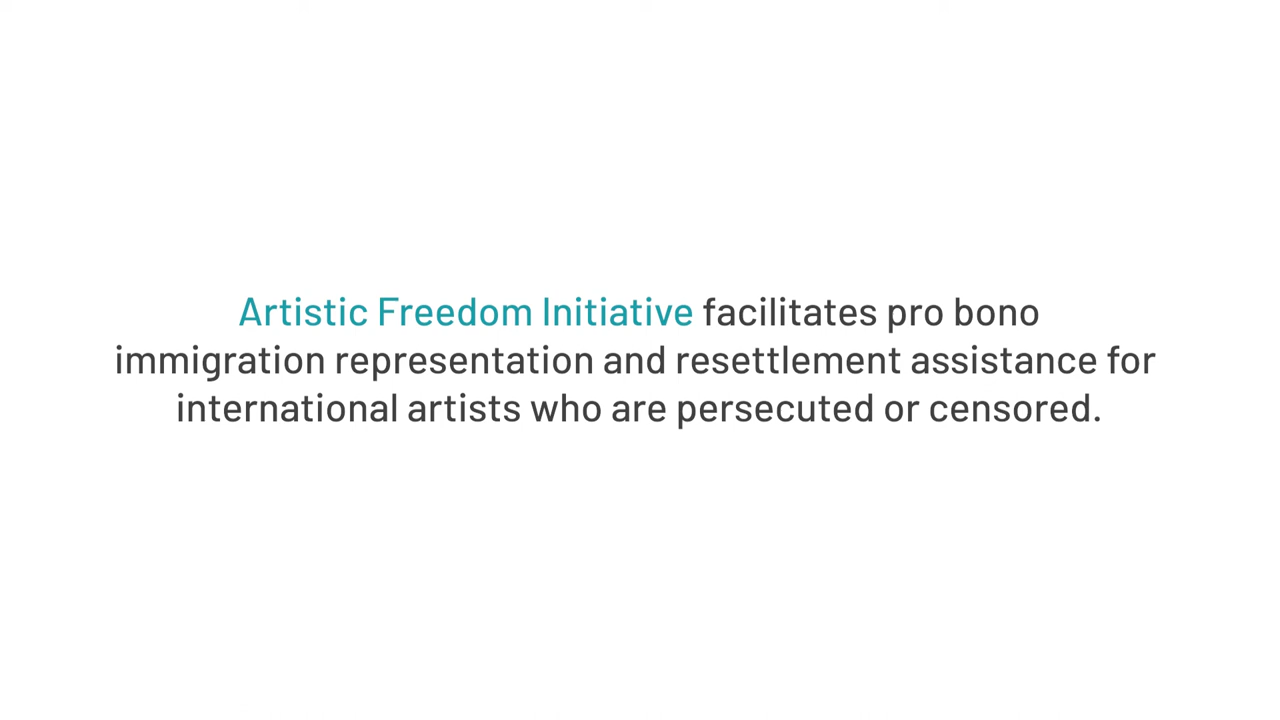 Artistic Freedom Initiative facilitates pro bono
immigration representation and resettlement assistance for
international artists who are persecuted or censored.